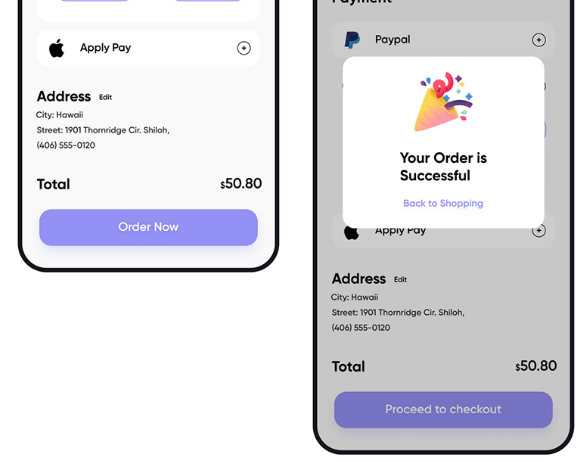 Apply Pay
Address Edit
City: Hawaii
Street: 1901 Thornridge Cir. Shiloh,
(406) 555-0120
Total $50.80
Order Now
Payment
Paypal
Your Order is
Successful
Back to Shopping
Apply Pay
Address Edit
City: Hawaii
Street: 1901 Thornridge Cir. Shiloh,
(406) 555-0120
Total $50.80
Proceed to checkout